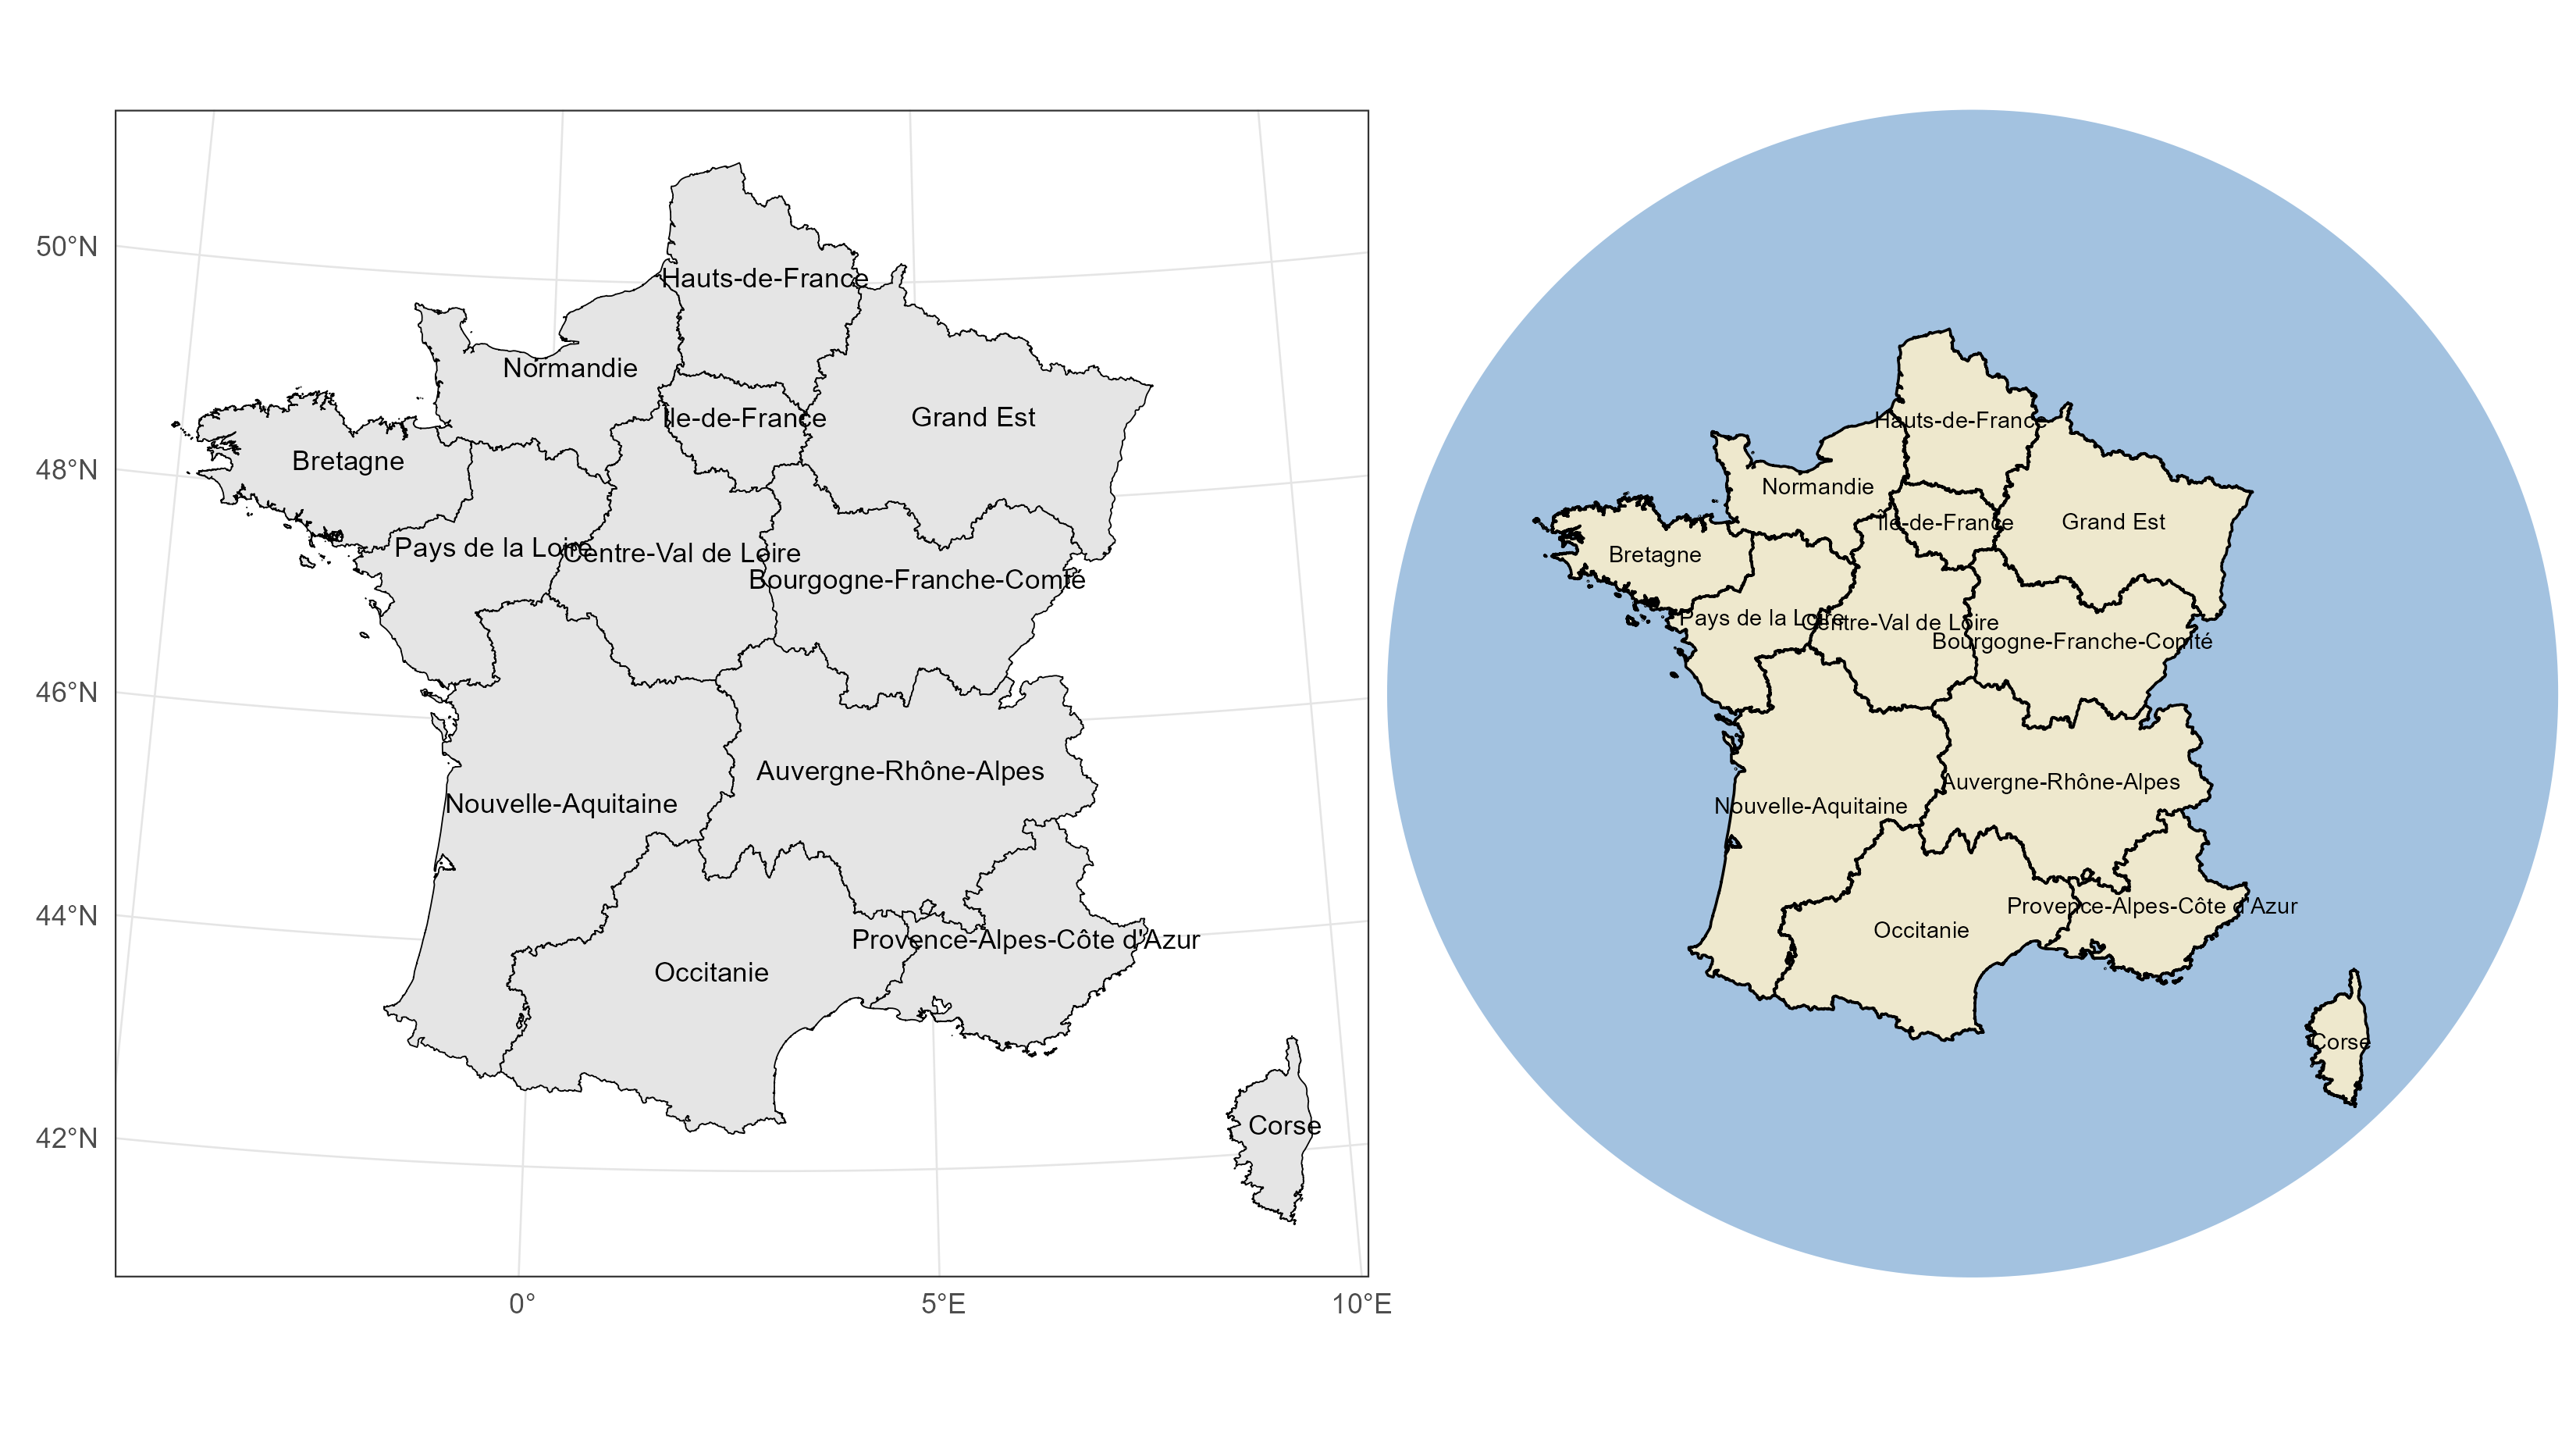 50°N
48°N
46°N
44°N
42°N
0°
5°E
10°E
Hauts-de-France
Normandie
Île-de-France
Grand Est
Bretagne
Pays de la Loire
Centre-Val de Loire
Bourgogne-Franche-Comté
Auvergne-Rhône-Alpes
Nouvelle-Aquitaine
Provence-Alpes-Côte d'Azur
Occitanie
Corse
Hauts-de-France
Normandie
Île-de-France
Grand Est
Bretagne
Pays de la Loire
Centre-Val de Loire
Bourgogne-Franche-Comté
Auvergne-Rhône-Alpes
Nouvelle-Aquitaine
Provence-Alpes-Côte d'Azur
Occitanie
Corse